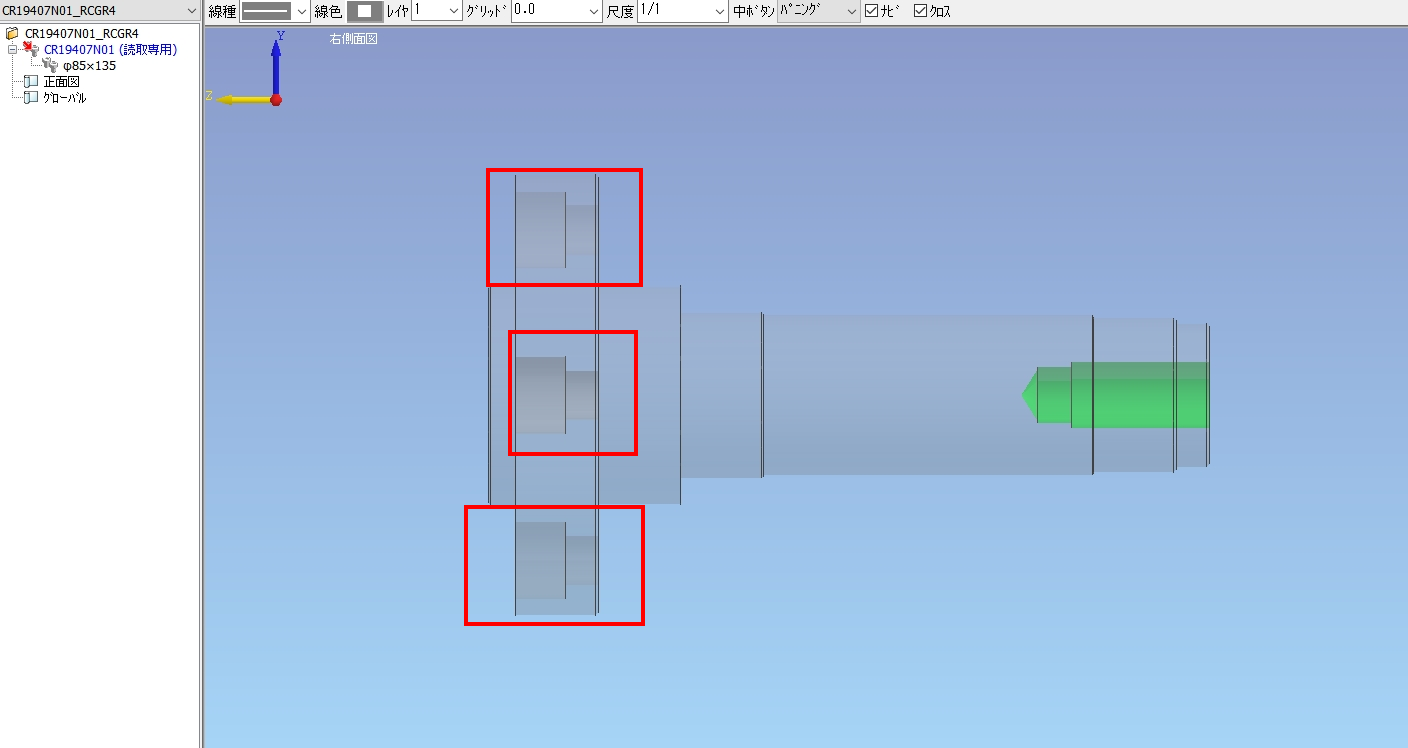 CR19407N01_RCGR4
線種 線色 ﾚｲﾔ 1 ｸﾞﾘｯﾄﾞ 0.0 尺度 1/1 中ﾎﾞﾀﾝ ﾊﾟﾆﾝｸﾞ ﾅﾋﾞ ｸﾛｽ
CR19407N01_RCGR4
CR19407N01 (読取専用)
φ85×135
正面図
ｸﾞﾛｰﾊﾞﾙ
右側面図
Y
Z